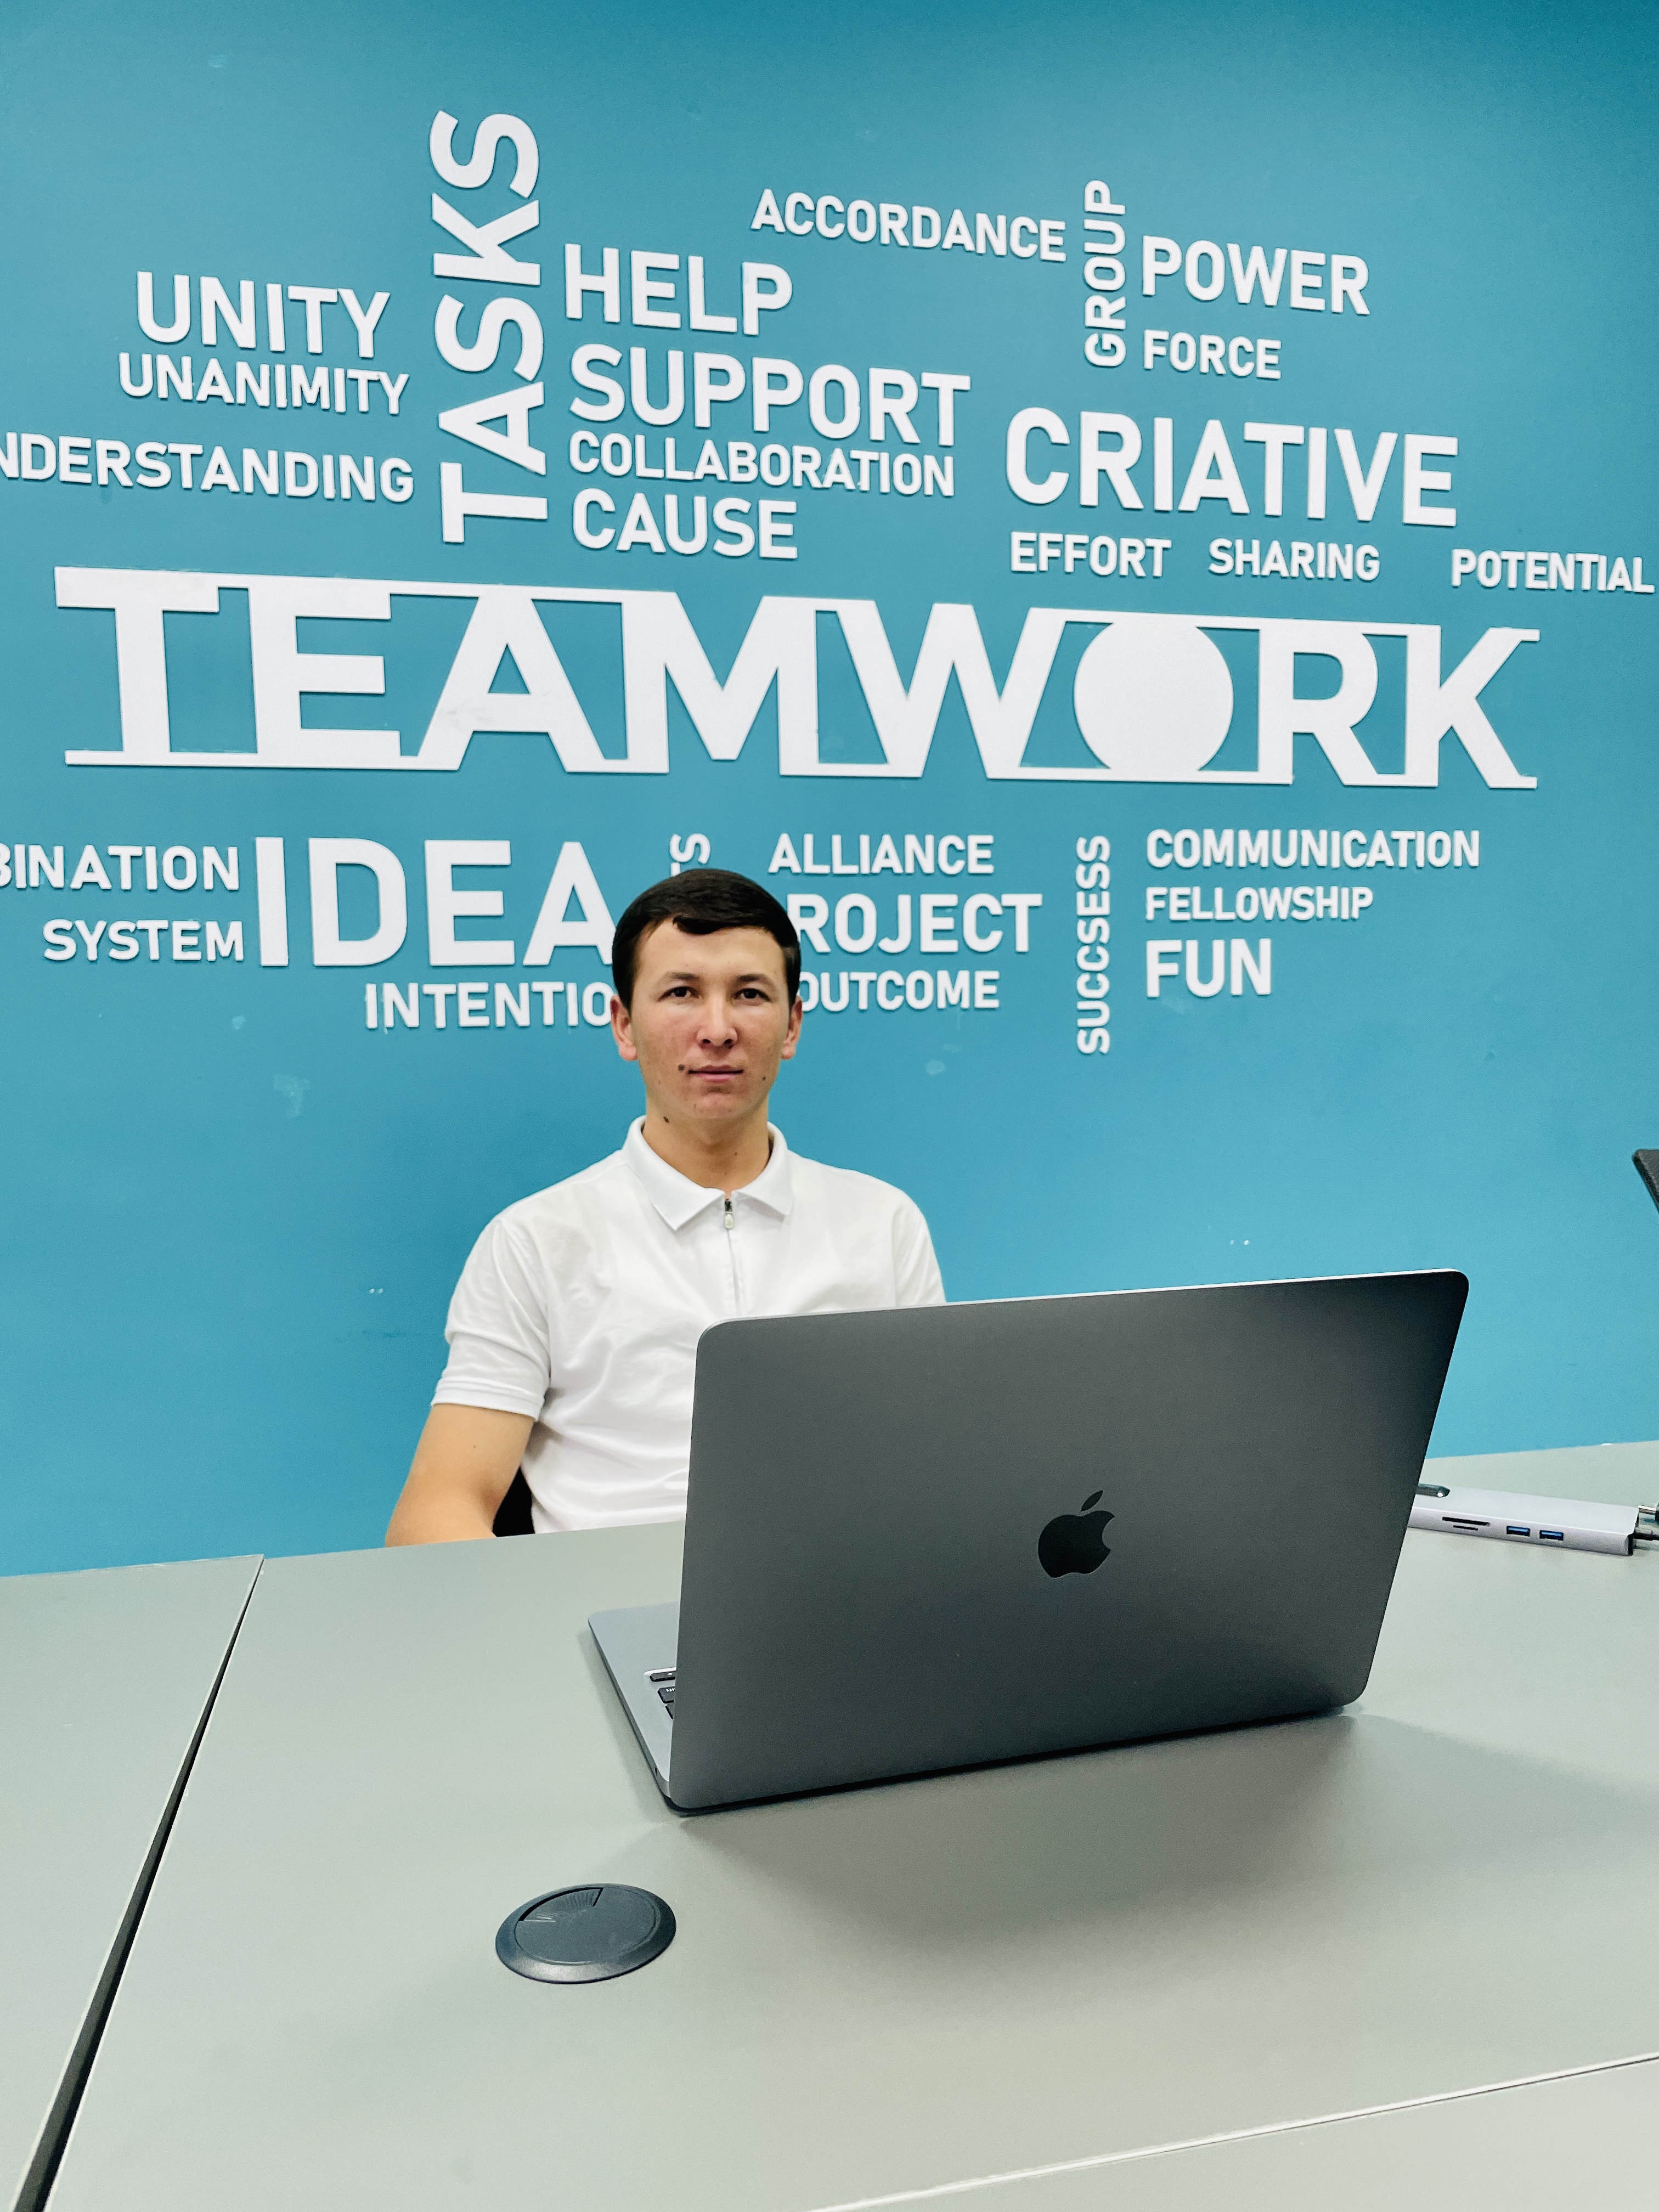 TASKS
ACCORDANCE
GROUP
POWER
FORCE
UNITY
UNANIMITY
NDERSTANDING
HELP
SUPPORT
COLLABORATION
CAUSE
CRIATIVE
EFFORT SHARING POTENTIAL
TEAMWORK
BINATION
SYSTEM
IDEA
INTENTIO
ALLIANCE
ROJECT
OUTCOME
SUCCSESS
COMMUNICATION
FELLOWSHIP
FUN